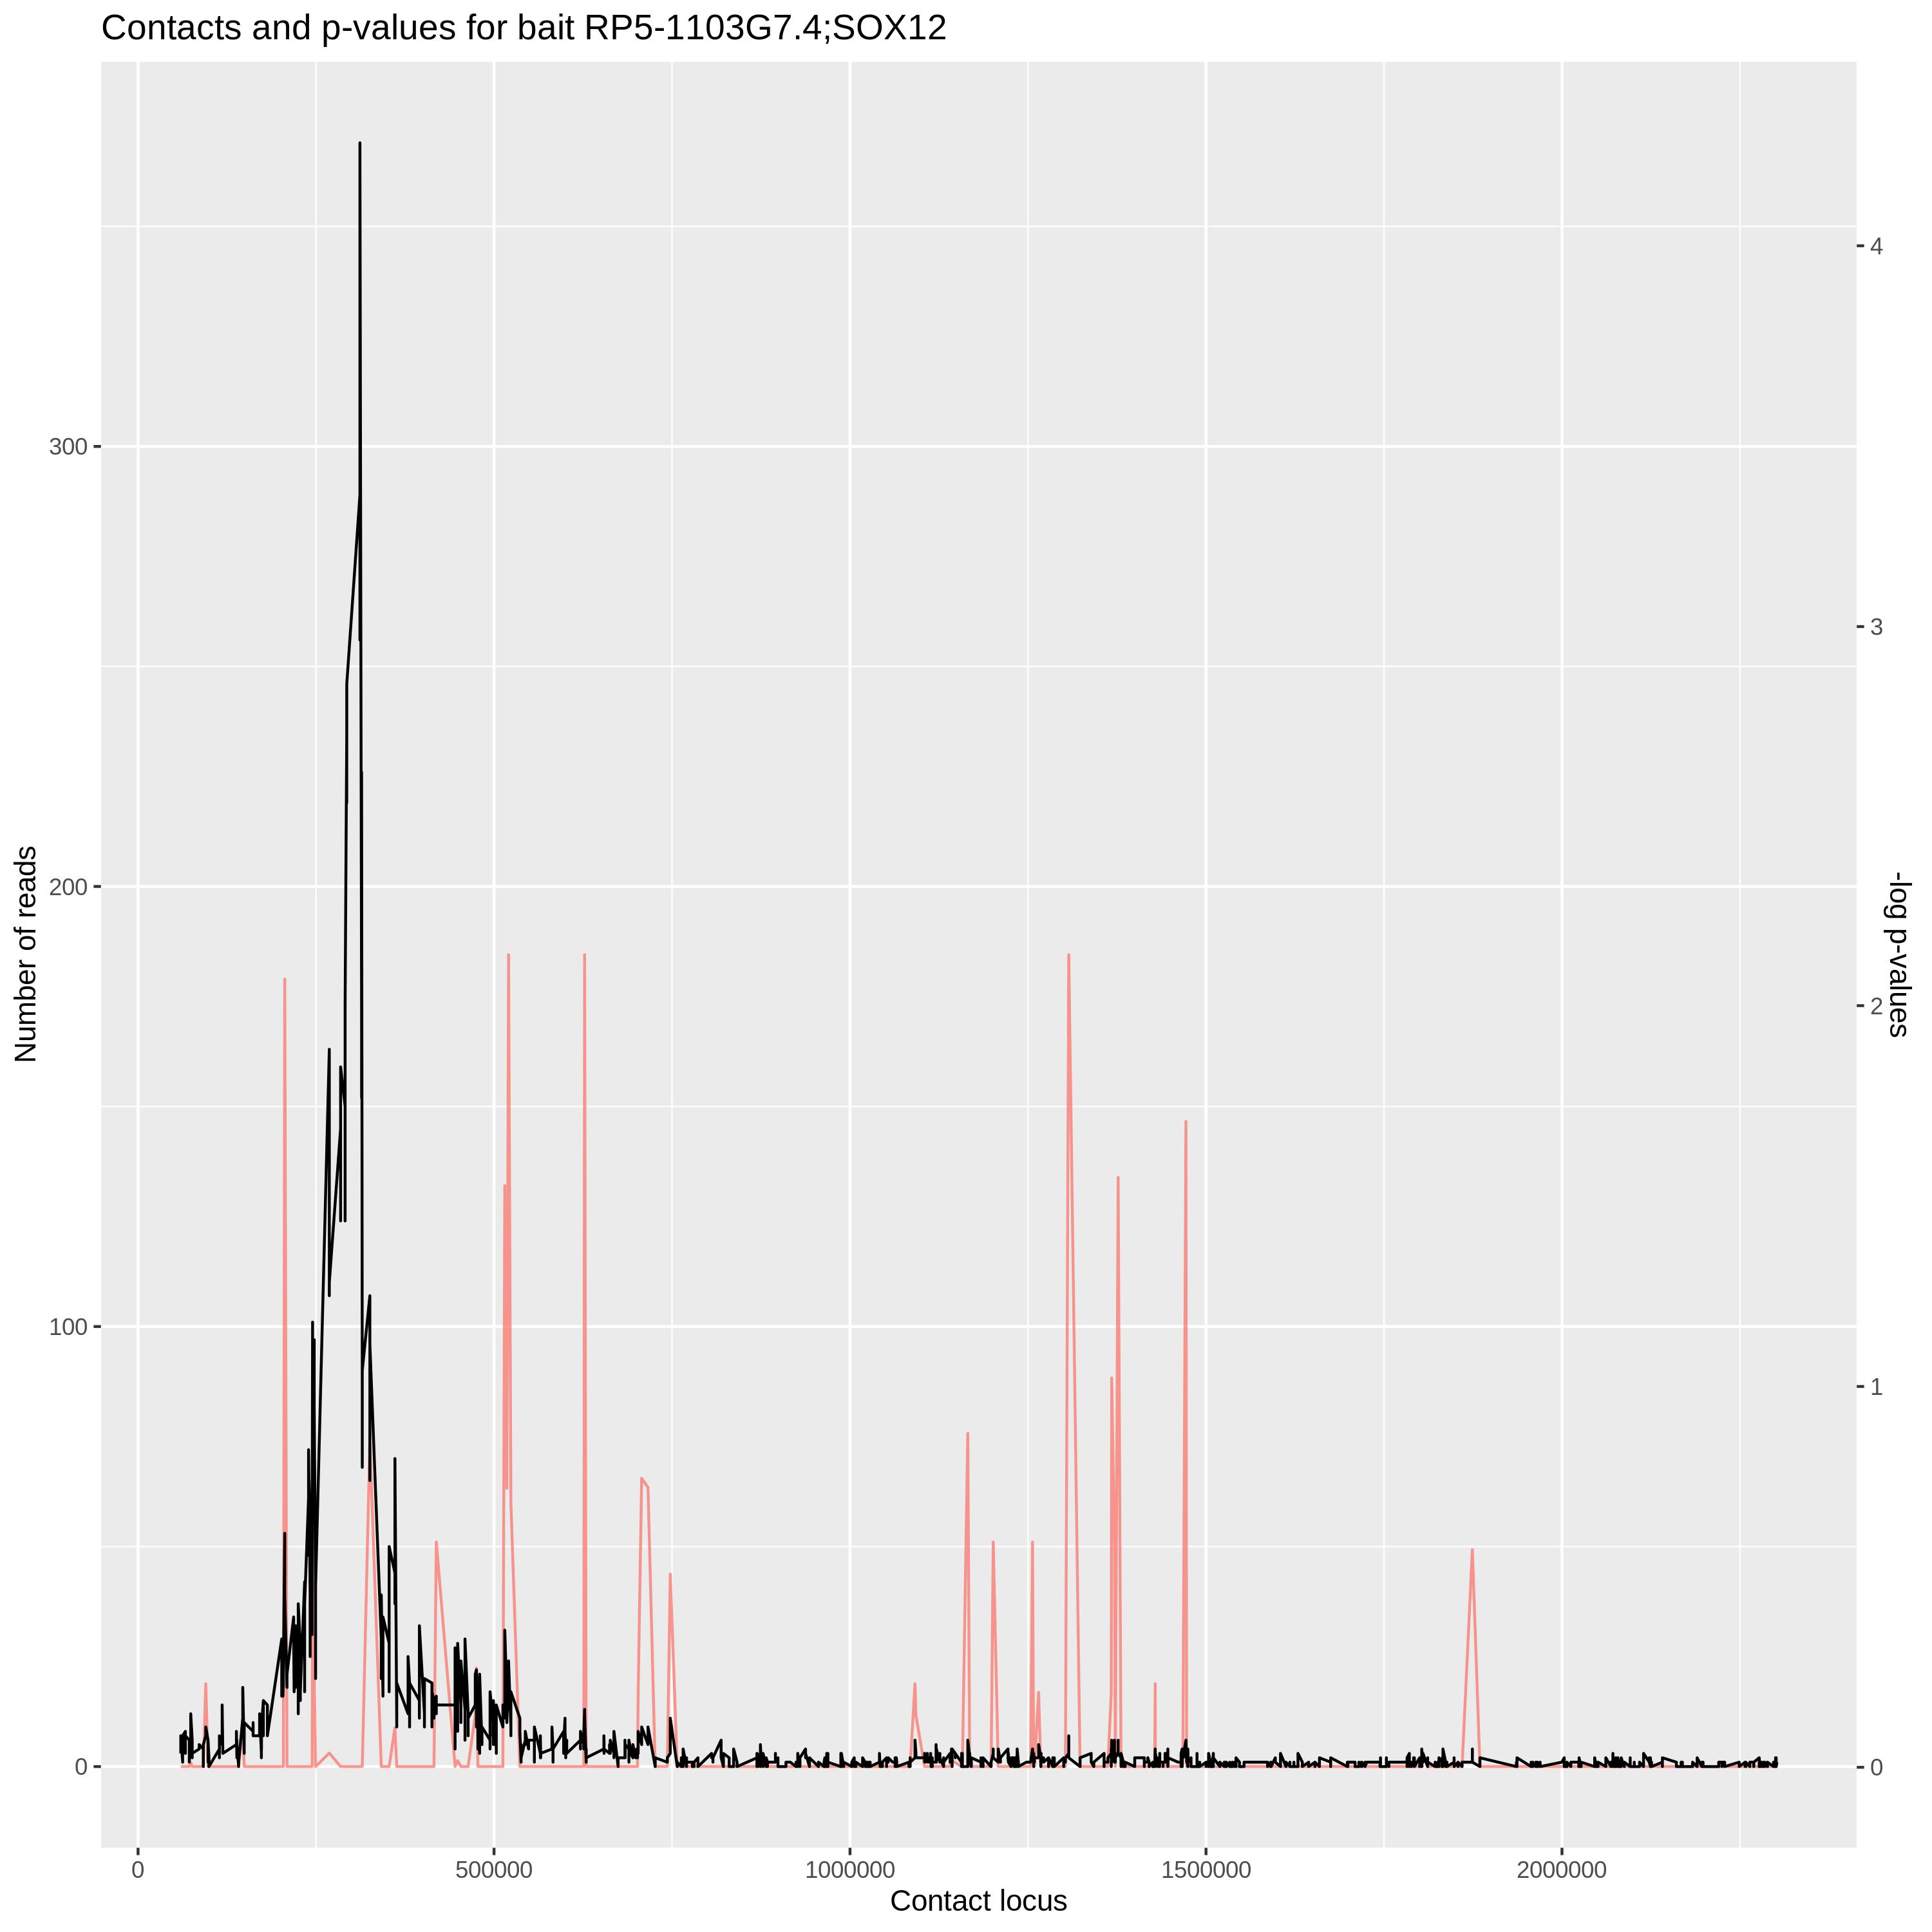 Contacts and p-values for bait RP5-1103G7.4;SOX12
Number of reads
300
200
100
0
4
3
2
1
0
-log p-values
0 500000 1000000 1500000 2000000
Contact locus